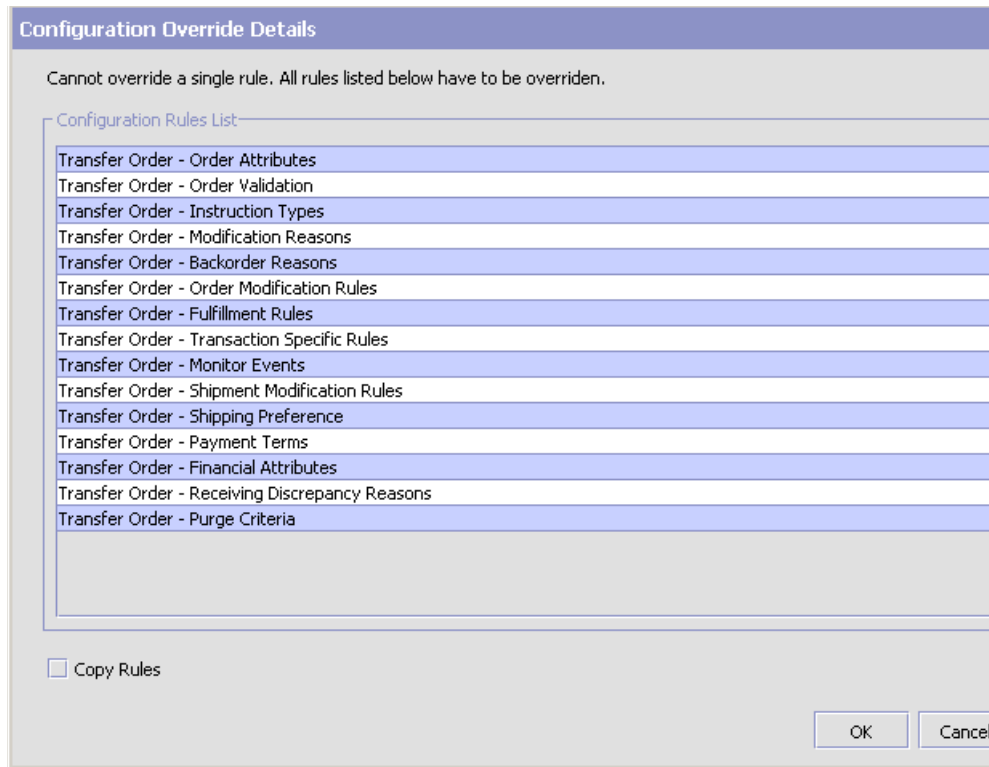 Configuration Override Details
Cannot override a single rule. All rules listed below have to be overriden.
Configuration Rules List
Transfer Order - Order Attributes
Transfer Order - Order Validation
Transfer Order - Instruction Types
Transfer Order - Modification Reasons
Transfer Order - Backorder Reasons
Transfer Order - Order Modification Rules
Transfer Order - Fulfillment Rules
Transfer Order - Transaction Specific Rules
Transfer Order - Monitor Events
Transfer Order - Shipment Modification Rules
Transfer Order - Shipping Preference
Transfer Order - Payment Terms
Transfer Order - Financial Attributes
Transfer Order - Receiving Discrepancy Reasons
Transfer Order - Purge Criteria
Copy Rules
OK Cancel